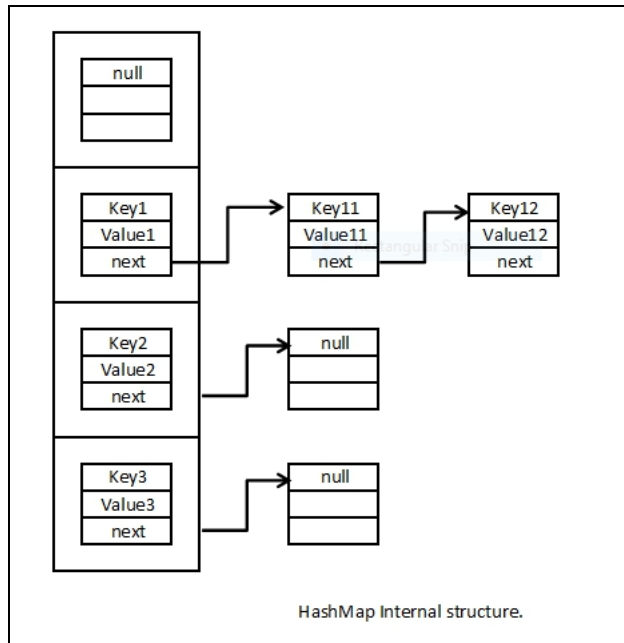 null
Key1
Value1
next
Key11
Value11
next
Key12
Value12
next
Key2
Value2
next
null
Key3
Value3
next
null
HashMap Internal structure.